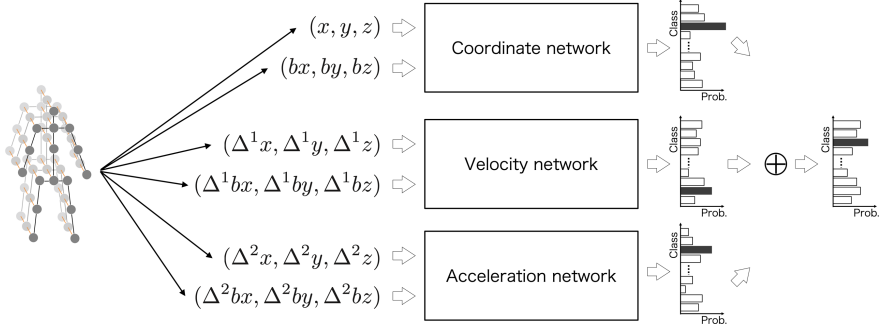 (x, y, z)
(bx, by, bz)
Coordinate network
Class
Prob.
(Δ¹x, Δ¹y, Δ¹z)
(Δ¹bx, Δ¹by, Δ¹bz)
Velocity network
Class
Prob.
⊕
Class
Prob.
(Δ²x, Δ²y, Δ²z)
(Δ²bx, Δ²by, Δ²bz)
Acceleration network
Class
Prob.